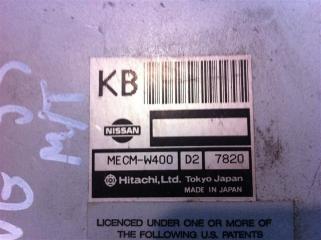 KB
NISSAN
MECM-W400 D2 7820
Hitachi, Ltd. Tokyo Japan
MADE IN JAPAN
LICENCED UNDER ONE OR MORE OF
THE FOLLOWING U.S. PATENTS
M/T